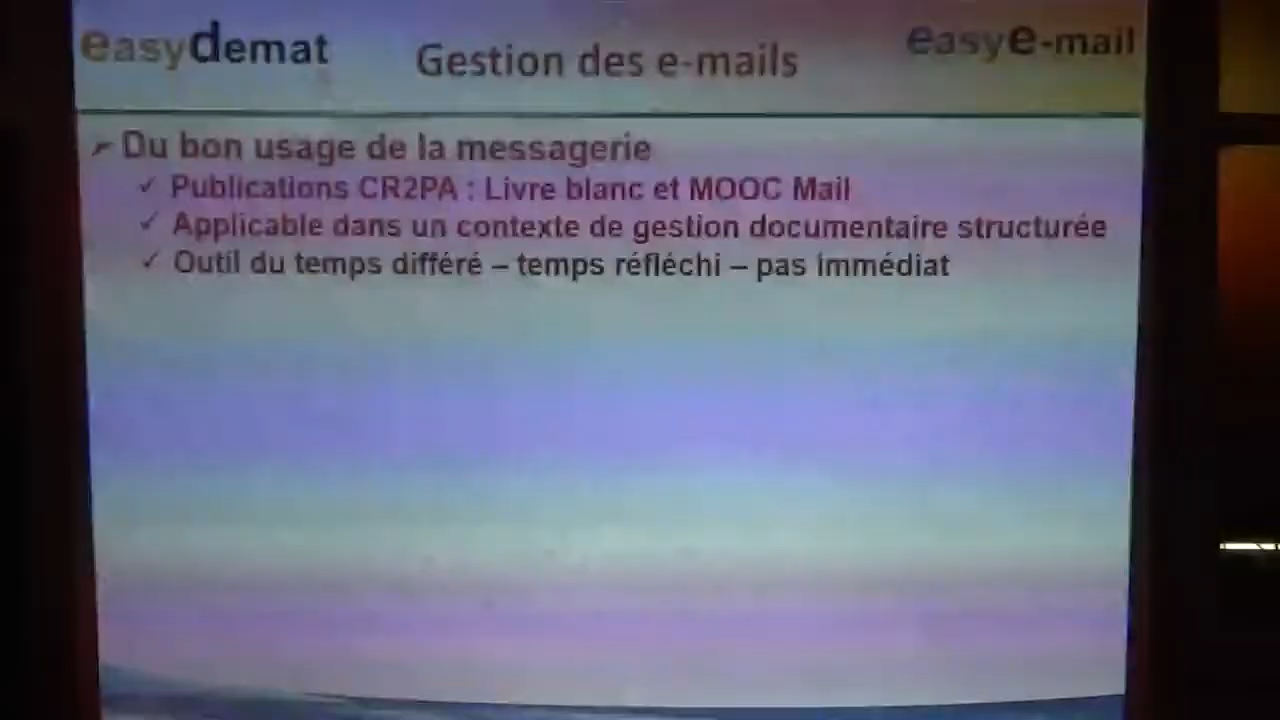 easydemat
Gestion des e-mails
easyE-mail
Du bon usage de la messagerie
Publications CR2PA : Livre blanc et MOOC Mail
Applicable dans un contexte de gestion documentaire structurée
Outil du temps différé – temps réfléchi – pas immédiat